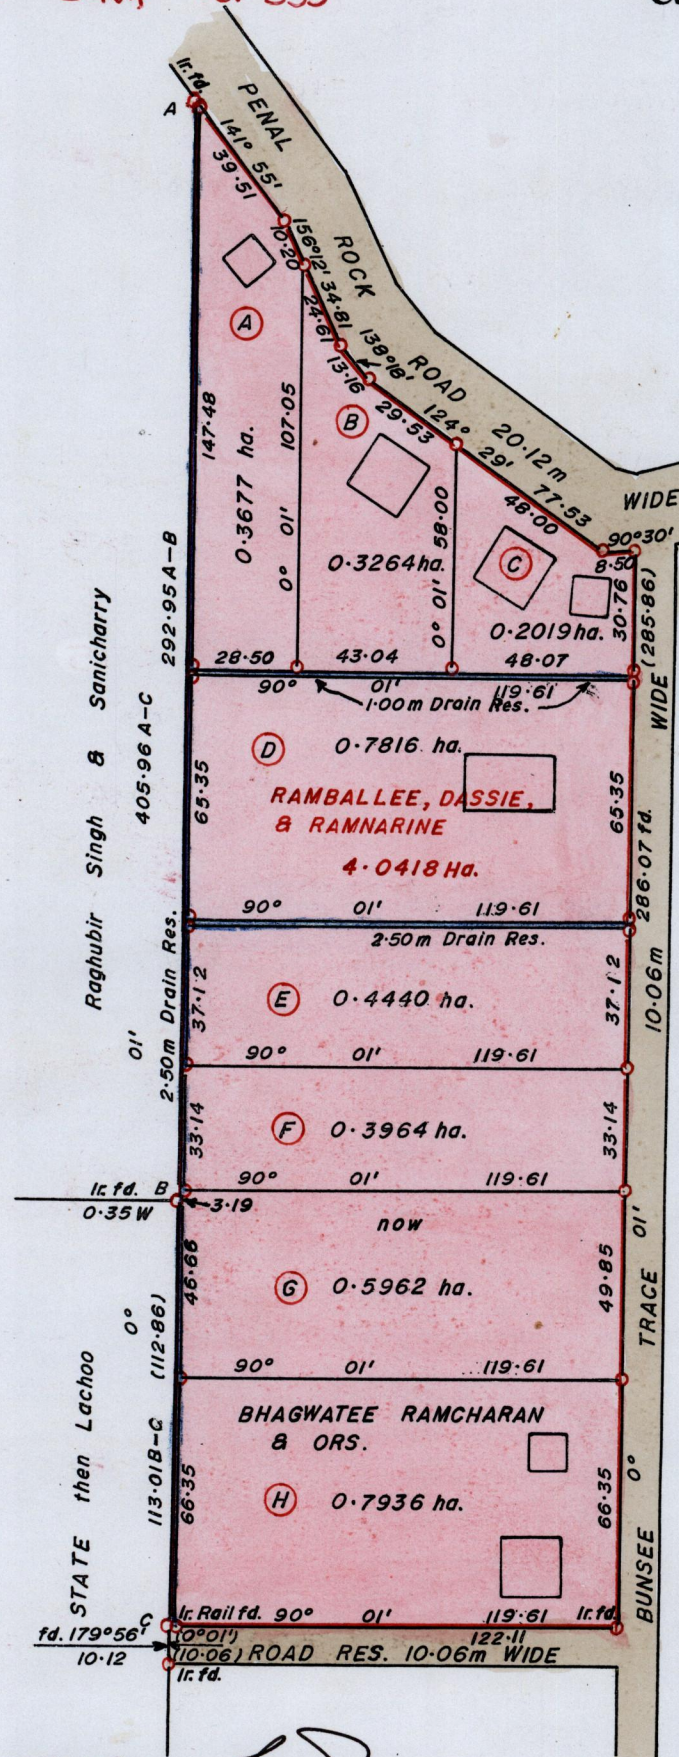 Ir. fd.
A
PENAL
ROCK
ROAD
20·12m
WIDE
141° 55'
39·51
156°12'
10·20
34·81
24·61
138°18'
13·16
124° 29'
29·53
77·53
48·00
90°30'
8·50
A
147·48
0·3677 ha.
107·05
0° 01'
B
0·3264 ha.
58·00
0° 01'
C
0·2019 ha.
30·76
(285·86)
28·50
43·04
48·07
90° 01' 119·61
1·00m Drain Res.
292·95 A-B
405·96 A-C
Raghubir Singh & Sanicharry
D
0·7816 ha.
65·35
65·35
RAMBALLEE, DASSIE,
& RAMNARINE
4·0418 Ha.
WIDE
286·07 fd.
90° 01' 119·61
2·50m Drain Res.
2·50m Drain Res.
01'
37·12
E
0·4440 ha.
37·12
10·06m
90° 01' 119·61
33·14
F
0·3964 ha.
33·14
90° 01' 119·61
B
Ir. fd.
0·35 W
3·19
now
46·66
G
0·5962 ha.
49·85
01'
0°
(112·86)
TRACE
90° 01' 119·61
BHAGWATEE RAMCHARAN
& ORS.
STATE then Lachoo
113·01 B-C
66·35
H
0·7936 ha.
66·35
0°
BUNSEE
C
Ir. Rail fd.
90° 01' 119·61
Ir. fd.
122·11
fd. 179°56'
10·12
(0°01')
(10·06)
ROAD RES. 10·06m WIDE
Ir. fd.